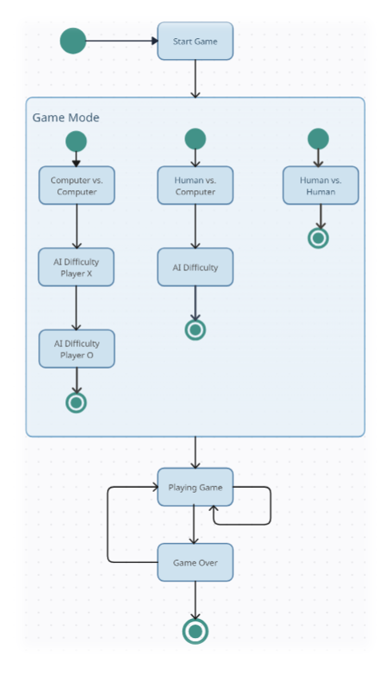 Start Game
Game Mode
Computer vs.
Computer
Human vs.
Computer
Human vs.
Human
AI Difficulty
Player X
AI Difficulty
AI Difficulty
Player O
Playing Game
Game Over